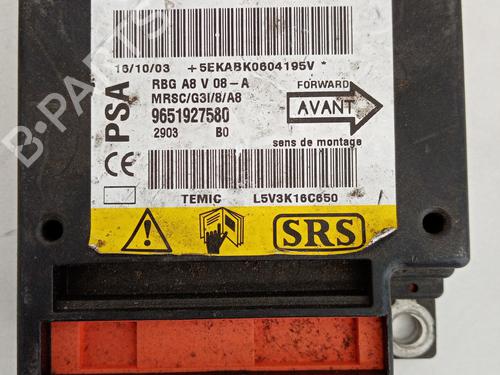 16/10/03 +5EKABK0604195V *
PSA
RBG A8 V 08-A
MRSC/G3I/8/A8
9651927580
2903 B0
FORWARD
AVANT
sens de montage
CE
TEMIC L5V3K16C650
SRS